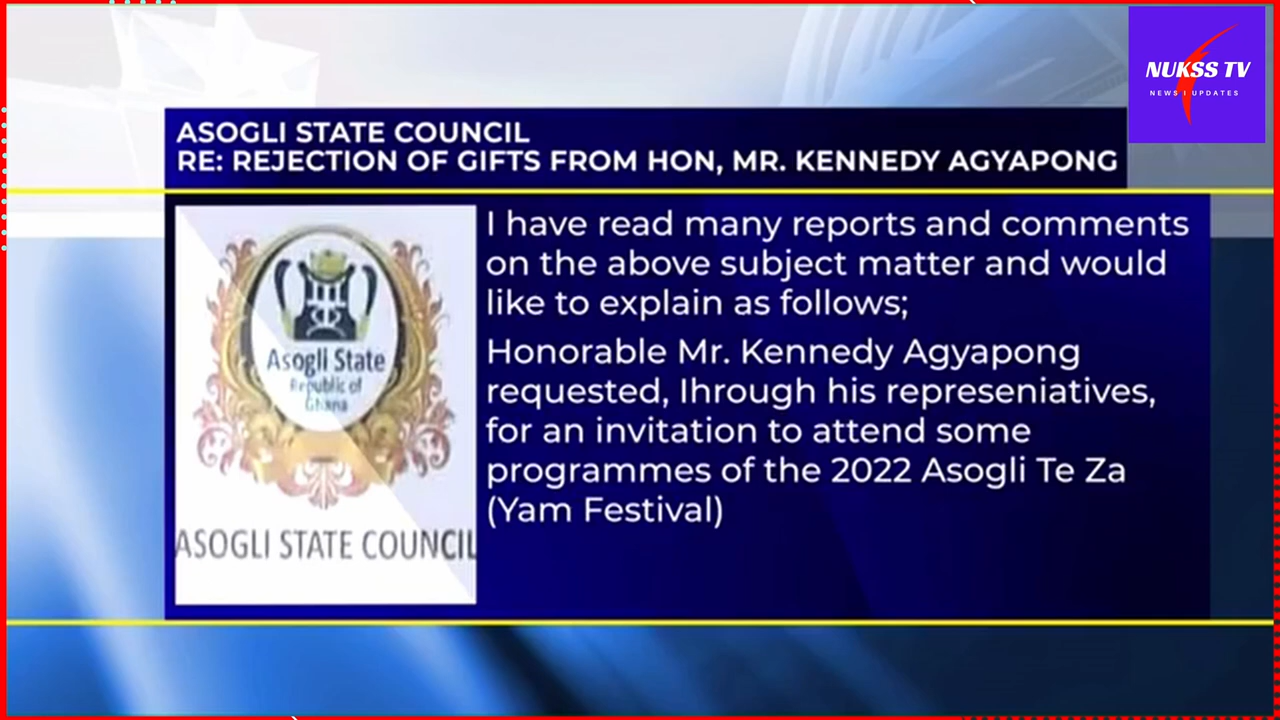 NUKSS TV
NEWS | UPDATES
ASOGLI STATE COUNCIL
RE: REJECTION OF GIFTS FROM HON, MR. KENNEDY AGYAPONG
I have read many reports and comments
on the above subject matter and would
like to explain as follows;
Honorable Mr. Kennedy Agyapong
requested, lhrough his represeniatives,
for an invitation to attend some
programmes of the 2022 Asogli Te Za
(Yam Festival)
Asogli State
Republic of
Ghana
ASOGLI STATE COUNCIL